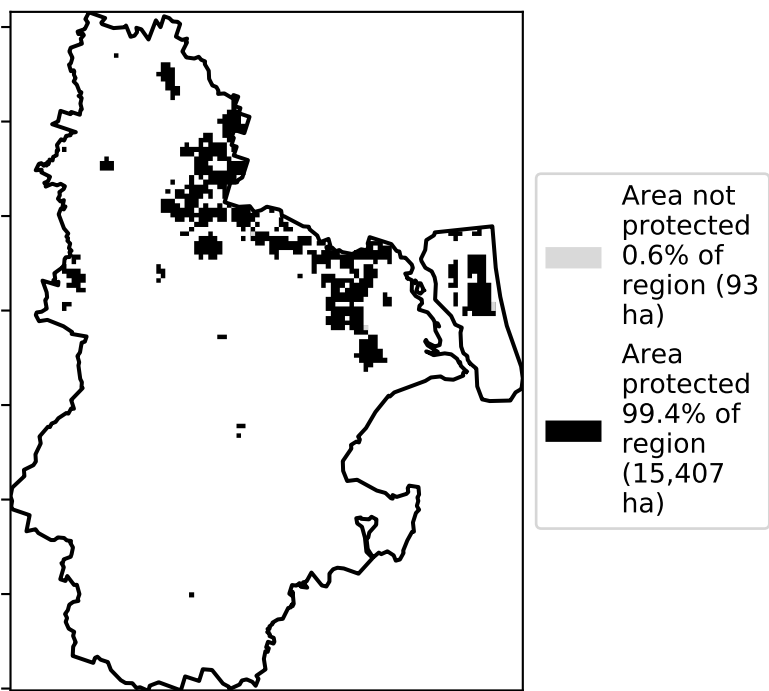 Area not
protected
0.6% of
region (93
ha)
Area
protected
99.4% of
region
(15,407
ha)